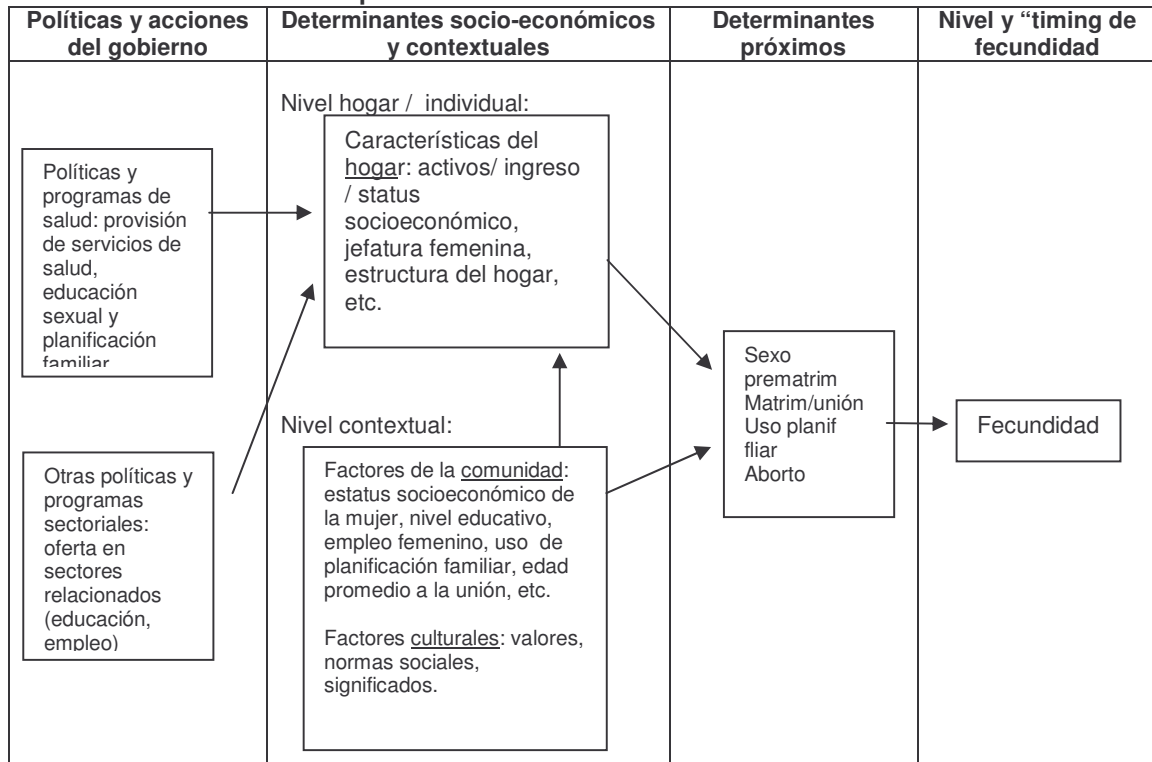 Políticas y acciones
del gobierno
Determinantes socio-económicos
y contextuales
Determinantes
próximos
Nivel y “timing de
fecundidad
Políticas y
programas de
salud: provisión
de servicios de
salud,
educación
sexual y
planificación
familiar
Otras políticas y
programas
sectoriales:
oferta en
sectores
relacionados
(educación,
empleo)
Nivel hogar / individual:
Características del
hogar: activos/ ingreso
/ status
socioeconómico,
jefatura femenina,
estructura del hogar,
etc.
Nivel contextual:
Factores de la comunidad:
estatus socioeconómico de
la mujer, nivel educativo,
empleo femenino, uso de
planificación familiar, edad
promedio a la unión, etc.
Factores culturales: valores,
normas sociales,
significados.
Sexo
prematrim
Matrim/unión
Uso planif
fliar
Aborto
Fecundidad